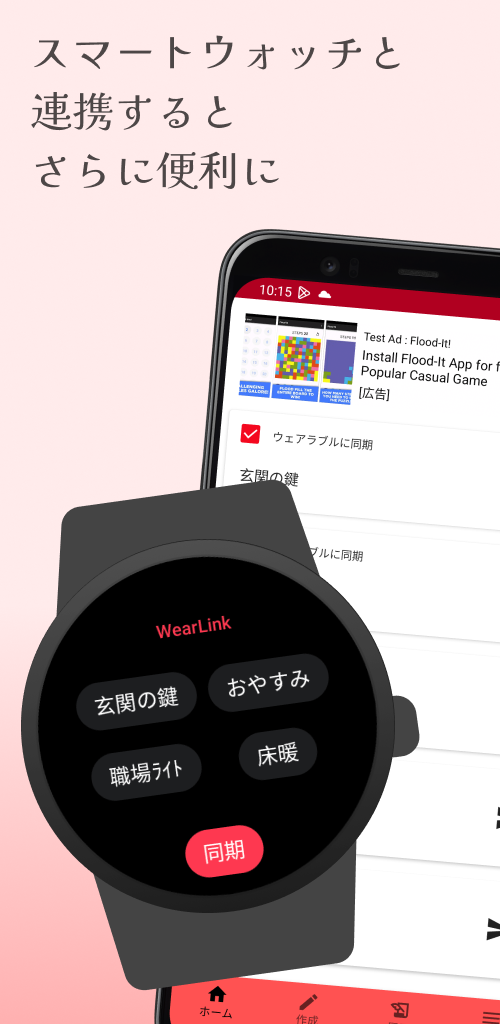 スマートウォッチと
連携すると
さらに便利に
10:15
Test Ad : Flood-It!
Install Flood-It App for f
Popular Casual Game
[広告]
ウェアラブルに同期
玄関の鍵
ブルに同期
WearLink
玄関の鍵
おやすみ
職場ﾗｲﾄ
床暖
同期
ホーム
作成